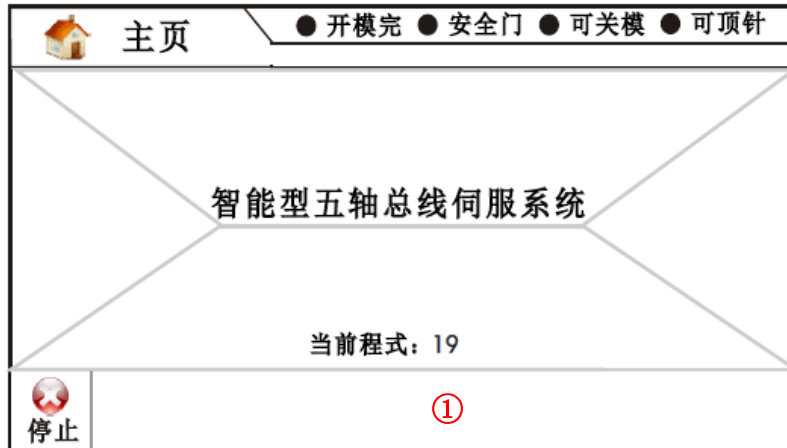 主页 ● 开模完 ● 安全门 ● 可关模 ● 可顶针
智能型五轴总线伺服系统
当前程式：19
停止 ①